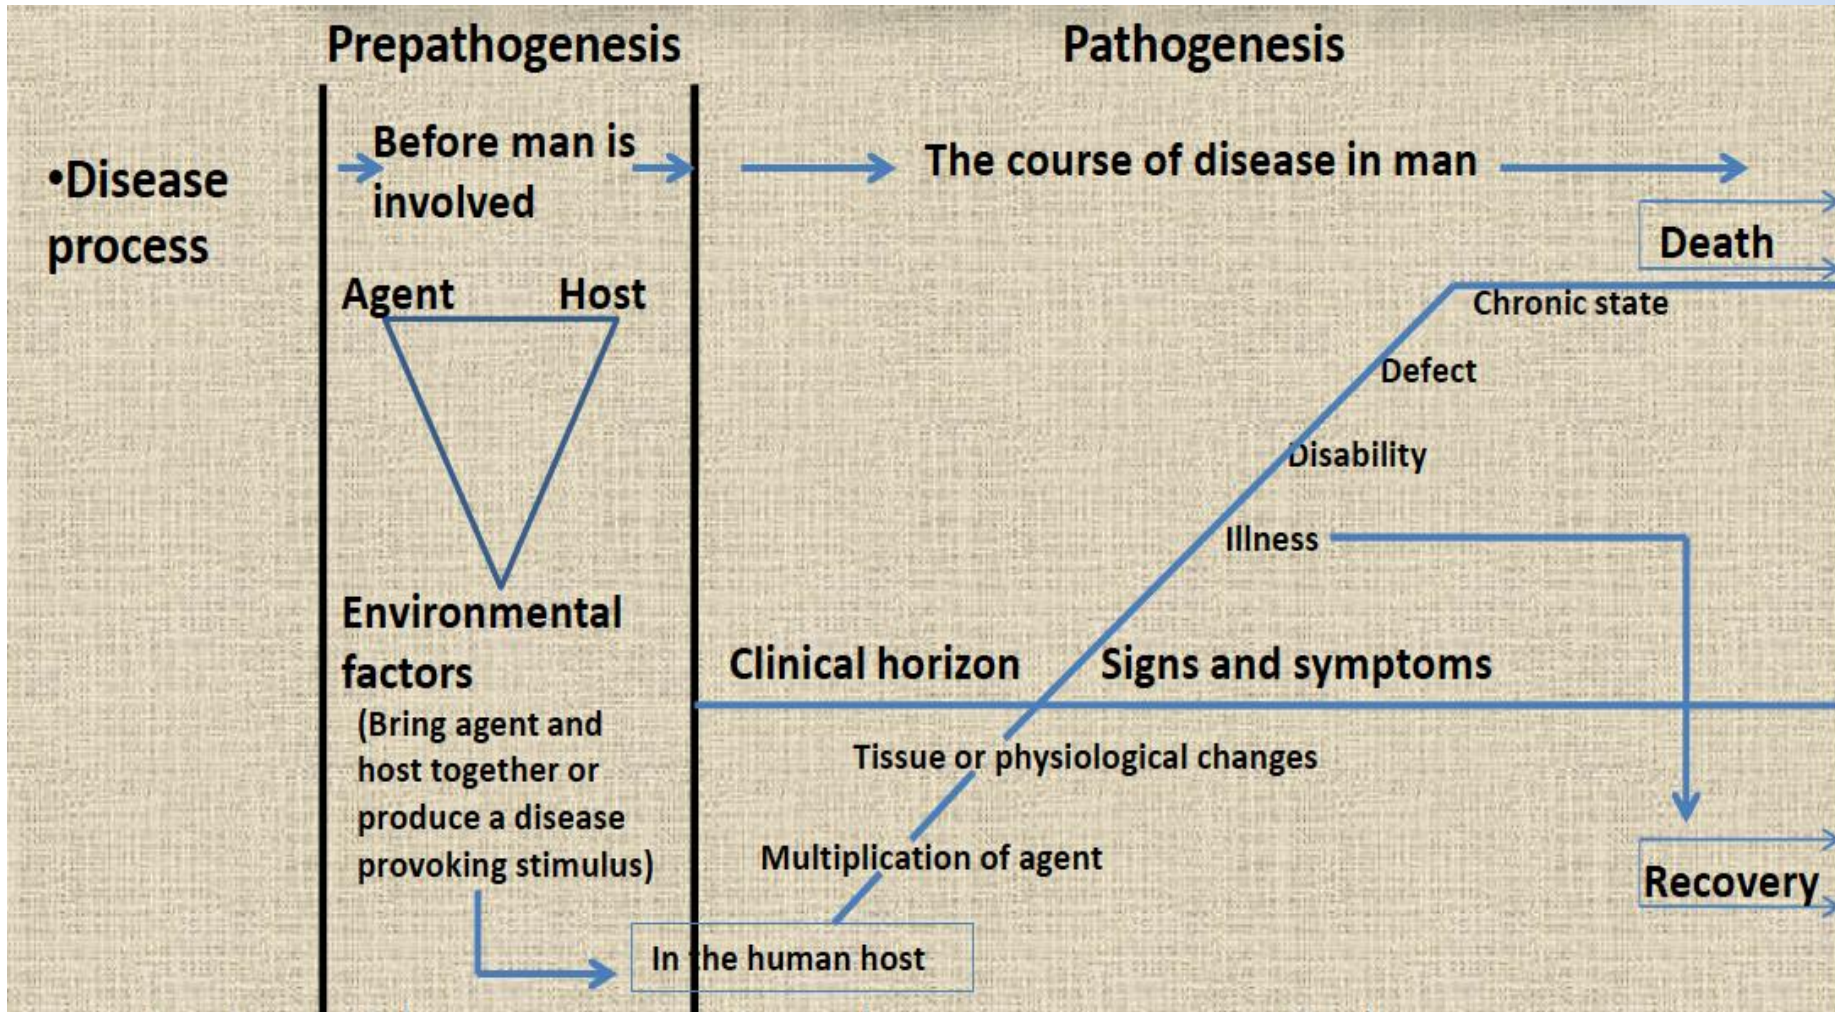 Prepathogenesis
Pathogenesis
•Disease
process
Before man is
involved
The course of disease in man
Agent
Host
Environmental
factors
(Bring agent and
host together or
produce a disease
provoking stimulus)
In the human host
Multiplication of agent
Tissue or physiological changes
Clinical horizon
Signs and symptoms
Illness
Disability
Defect
Chronic state
Death
Recovery